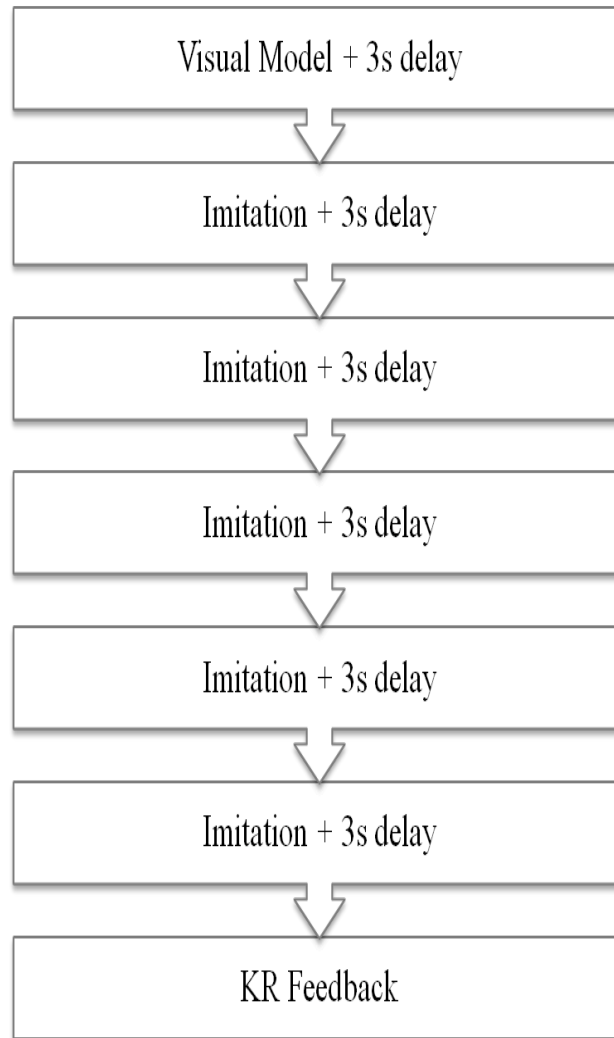 Visual Model + 3s delay
Imitation + 3s delay
Imitation + 3s delay
Imitation + 3s delay
Imitation + 3s delay
Imitation + 3s delay
KR Feedback